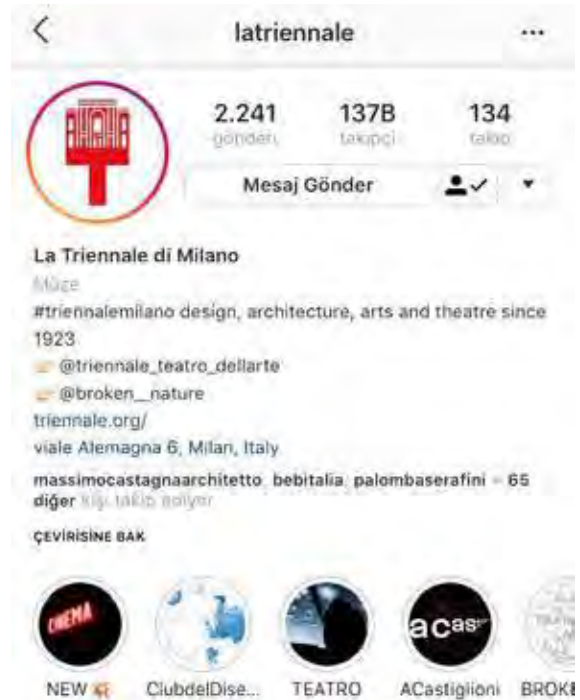 latriennale
2.241 137B 134
gönderi takipçi takip
Mesaj Gönder
La Triennale di Milano
Müze
#triennalemilano design, architecture, arts and theatre since
1923
@triennale_teatro_dellarte
@broken__nature
triennale.org/
viale Alemagna 6, Milan, Italy
massimocastagnaarchitetto, bebitalia, palombaserafini + 65
diğer kişi takip ediyor
ÇEVİRİSİNE BAK
CINEMA
acas
NEW ClubdelDise... TEATRO ACastiglioni BROKE